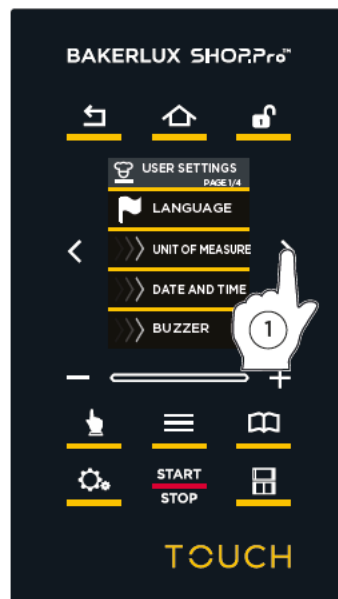 BAKERLUX SHOP.Pro™
USER SETTINGS
PAGE 1/4
LANGUAGE
UNIT OF MEASURE
DATE AND TIME
BUZZER
1
START
STOP
TOUCH